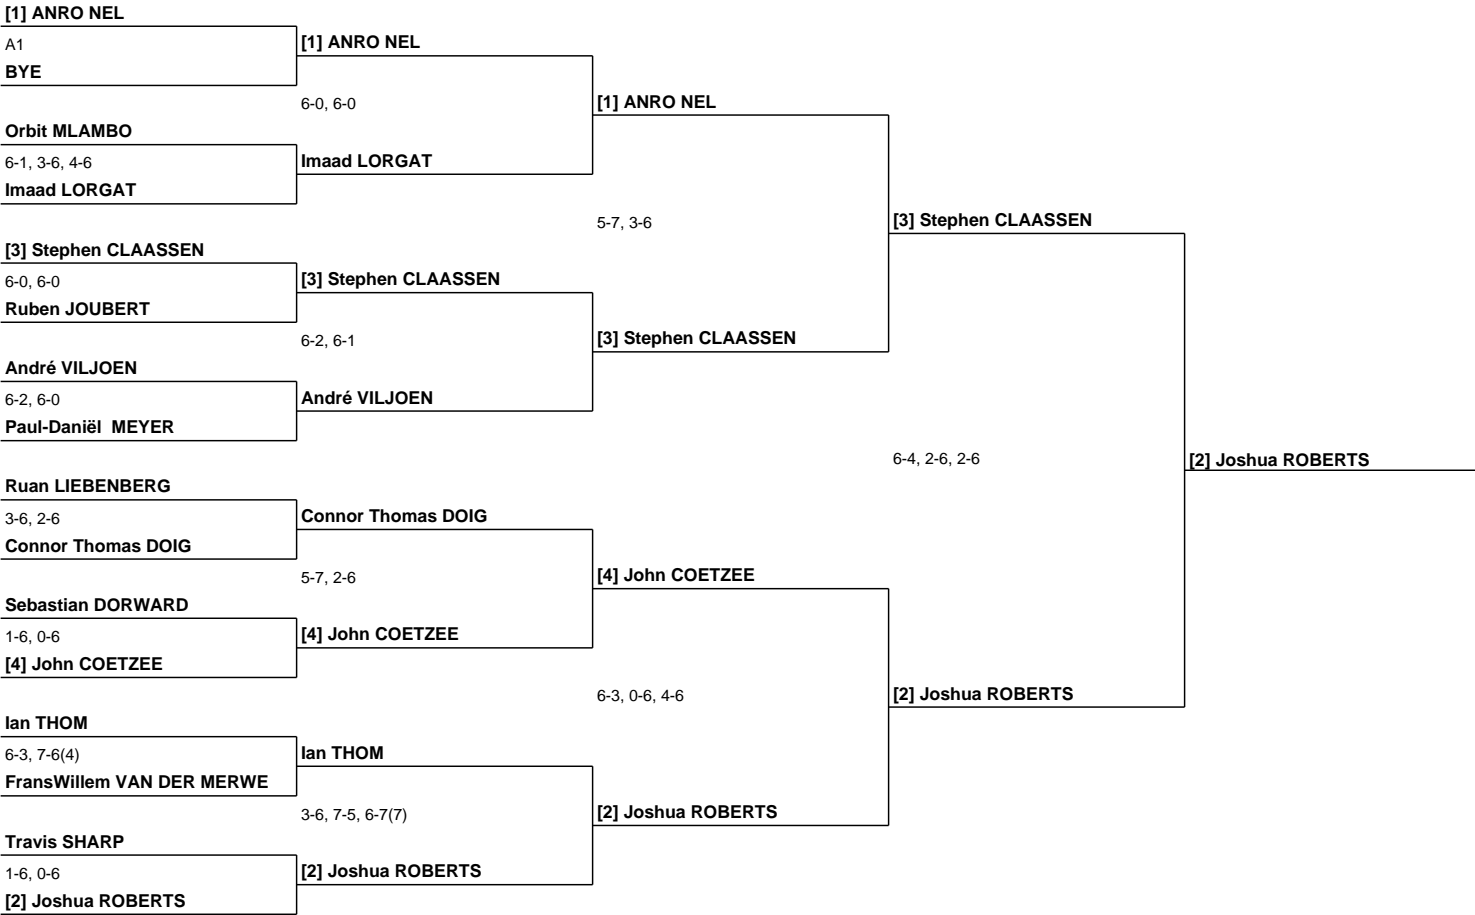 [1] ANRO NEL
A1
BYE
Orbit MLAMBO
6-1, 3-6, 4-6
Imaad LORGAT
[3] Stephen CLAASSEN
6-0, 6-0
Ruben JOUBERT
André VILJOEN
6-2, 6-0
Paul-Daniël  MEYER
Ruan LIEBENBERG
3-6, 2-6
Connor Thomas DOIG
Sebastian DORWARD
1-6, 0-6
[4] John COETZEE
Ian THOM
6-3, 7-6(4)
FransWillem VAN DER MERWE
Travis SHARP
1-6, 0-6
[2] Joshua ROBERTS
[1] ANRO NEL
6-0, 6-0
Imaad LORGAT
[3] Stephen CLAASSEN
6-2, 6-1
André VILJOEN
Connor Thomas DOIG
5-7, 2-6
[4] John COETZEE
Ian THOM
3-6, 7-5, 6-7(7)
[2] Joshua ROBERTS
[1] ANRO NEL
5-7, 3-6
[3] Stephen CLAASSEN
[4] John COETZEE
6-3, 0-6, 4-6
[2] Joshua ROBERTS
[3] Stephen CLAASSEN
6-4, 2-6, 2-6
[2] Joshua ROBERTS
[2] Joshua ROBERTS